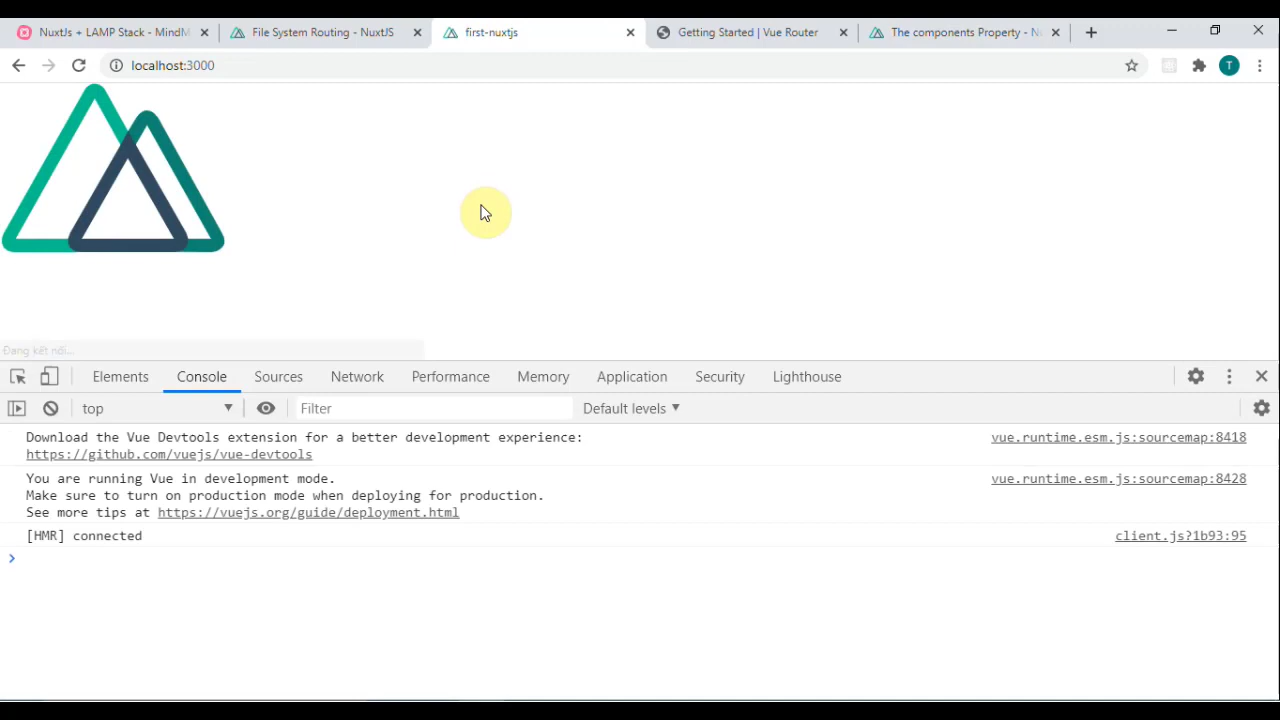 NuxtJs + LAMP Stack - MindM
File System Routing - NuxtJS
first-nuxtjs
Getting Started | Vue Router
The components Property - N
localhost:3000
T
Đang kết nối...
Elements
Console
Sources
Network
Performance
Memory
Application
Security
Lighthouse
top
Filter
Default levels
Download the Vue Devtools extension for a better development experience:
vue.runtime.esm.js:sourcemap:8418
https://github.com/vuejs/vue-devtools
You are running Vue in development mode.
vue.runtime.esm.js:sourcemap:8428
Make sure to turn on production mode when deploying for production.
See more tips at https://vuejs.org/guide/deployment.html
[HMR] connected
client.js?1b93:95